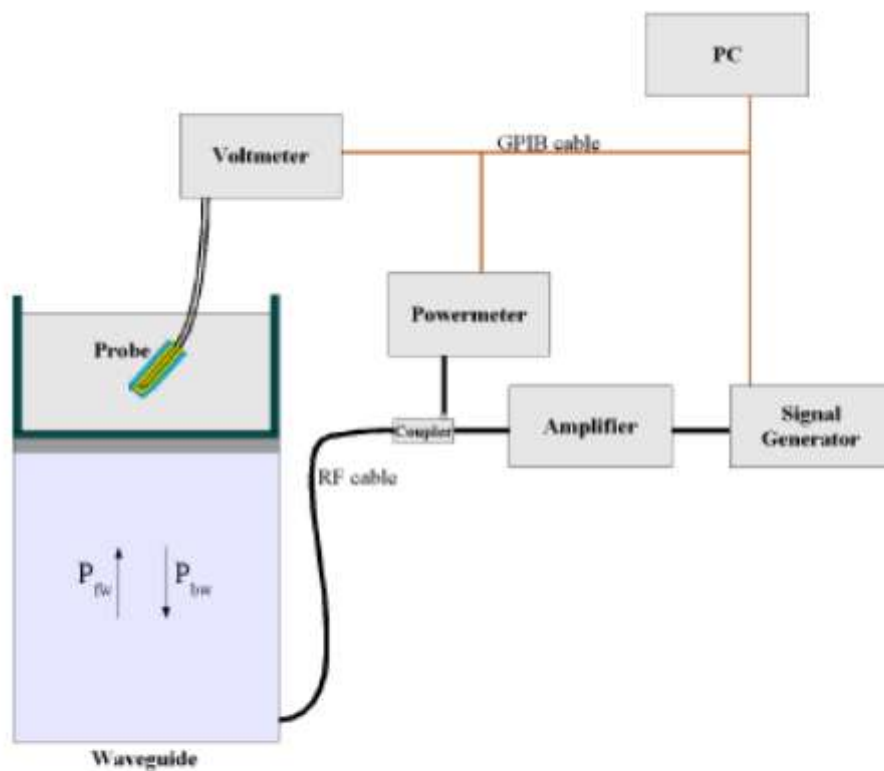 PC
Voltmeter
GPIB cable
Powermeter
Probe
Coupler
Amplifier
Signal
Generator
RF cable
P fw
P bw
Waveguide